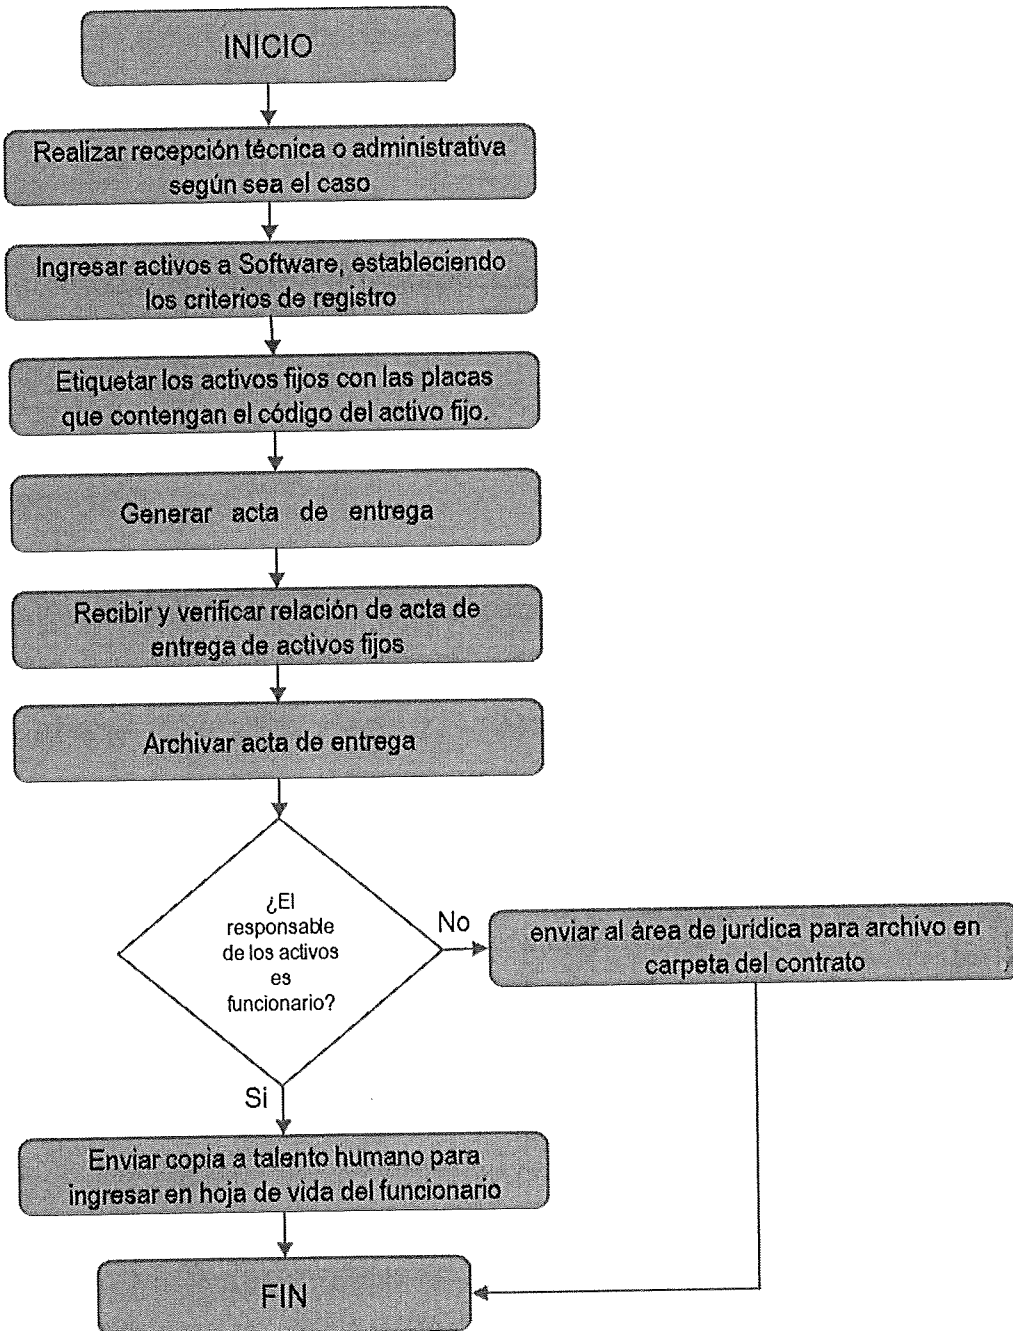 INICIO
Realizar recepción técnica o administrativa
según sea el caso
Ingresar activos a Software, estableciendo
los criterios de registro
Etiquetar los activos fijos con las placas
que contengan el código del activo fijo.
Generar acta de entrega
Recibir y verificar relación de acta de
entrega de activos fijos
Archivar acta de entrega
¿El
responsable
de los activos
es
funcionario?
No
enviar al área de jurídica para archivo en
carpeta del contrato
Si
Enviar copia a talento humano para
ingresar en hoja de vida del funcionario
FIN